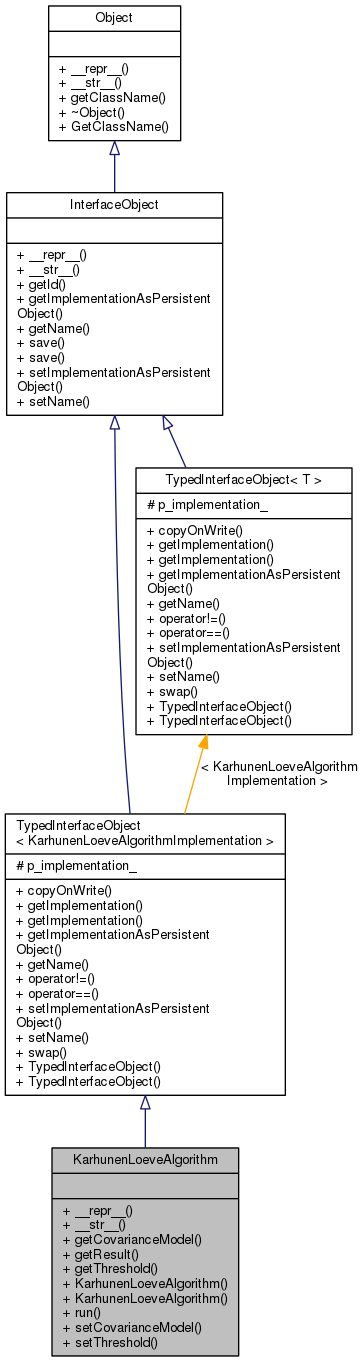 Object
+ __repr__()
+ __str__()
+ getClassName()
+ ~Object()
+ GetClassName()
InterfaceObject
+ __repr__()
+ __str__()
+ getId()
+ getImplementationAsPersistent
Object()
+ getName()
+ save()
+ save()
+ setImplementationAsPersistent
Object()
+ setName()
TypedInterfaceObject< T >
# p_implementation_
+ copyOnWrite()
+ getImplementation()
+ getImplementation()
+ getImplementationAsPersistent
Object()
+ getName()
+ operator!=()
+ operator==()
+ setImplementationAsPersistent
Object()
+ setName()
+ swap()
+ TypedInterfaceObject()
+ TypedInterfaceObject()
< KarhunenLoeveAlgorithm
Implementation >
TypedInterfaceObject
< KarhunenLoeveAlgorithmImplementation >
# p_implementation_
+ copyOnWrite()
+ getImplementation()
+ getImplementation()
+ getImplementationAsPersistent
Object()
+ getName()
+ operator!=()
+ operator==()
+ setImplementationAsPersistent
Object()
+ setName()
+ swap()
+ TypedInterfaceObject()
+ TypedInterfaceObject()
KarhunenLoeveAlgorithm
+ __repr__()
+ __str__()
+ getCovarianceModel()
+ getResult()
+ getThreshold()
+ KarhunenLoeveAlgorithm()
+ KarhunenLoeveAlgorithm()
+ run()
+ setCovarianceModel()
+ setThreshold()